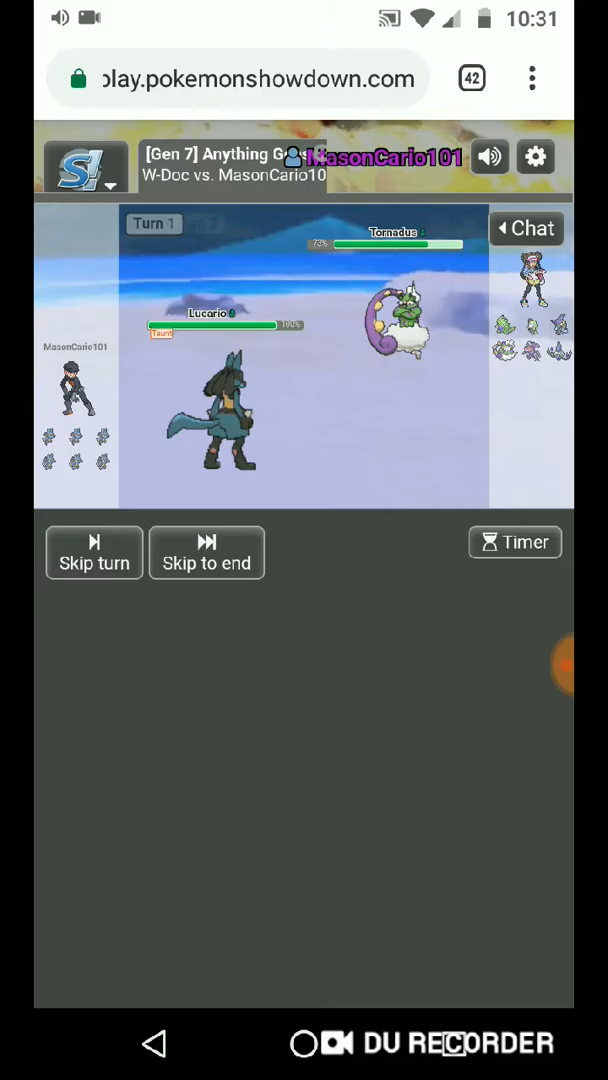 10:31
play.pokemonshowdown.com
42
[Gen 7] Anything Go
MasonCario101
W-Doc vs. MasonCario10
Turn 1
Chat
Tornadus
73%
Lucario
100%
Taunt
MasonCario101
Skip turn
Skip to end
Timer
DU RECORDER